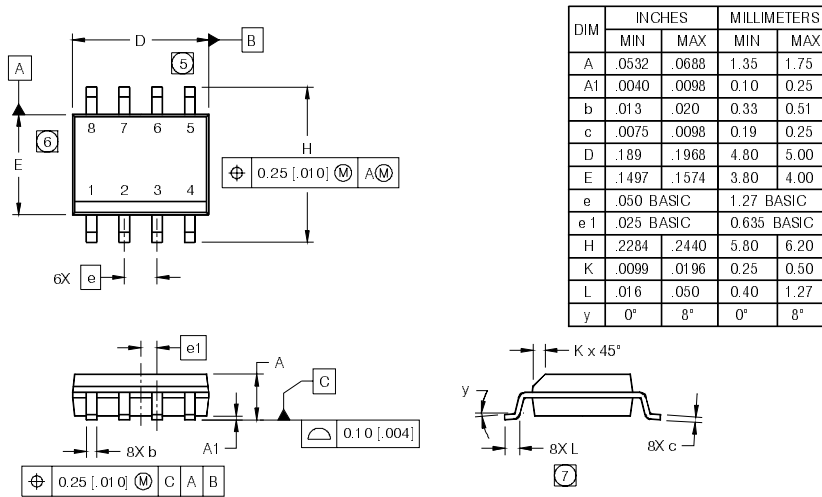 D
B
5
A
8 7 6 5
6
E
H
0.25 [.010] M A M
1 2 3 4
6X e
DIM INCHES MILLIMETERS
MIN MAX MIN MAX
A .0532 .0688 1.35 1.75
A1 .0040 .0098 0.10 0.25
b .013 .020 0.33 0.51
c .0075 .0098 0.19 0.25
D .189 .1968 4.80 5.00
E .1497 .1574 3.80 4.00
e .050 BASIC 1.27 BASIC
e1 .025 BASIC 0.635 BASIC
H .2284 .2440 5.80 6.20
K .0099 .0196 0.25 0.50
L .016 .050 0.40 1.27
y 0° 8° 0° 8°
e1
A
C
A1
0.10 [.004]
8X b
0.25 [.010] M C A B
K x 45°
y
8X L
8X c
7